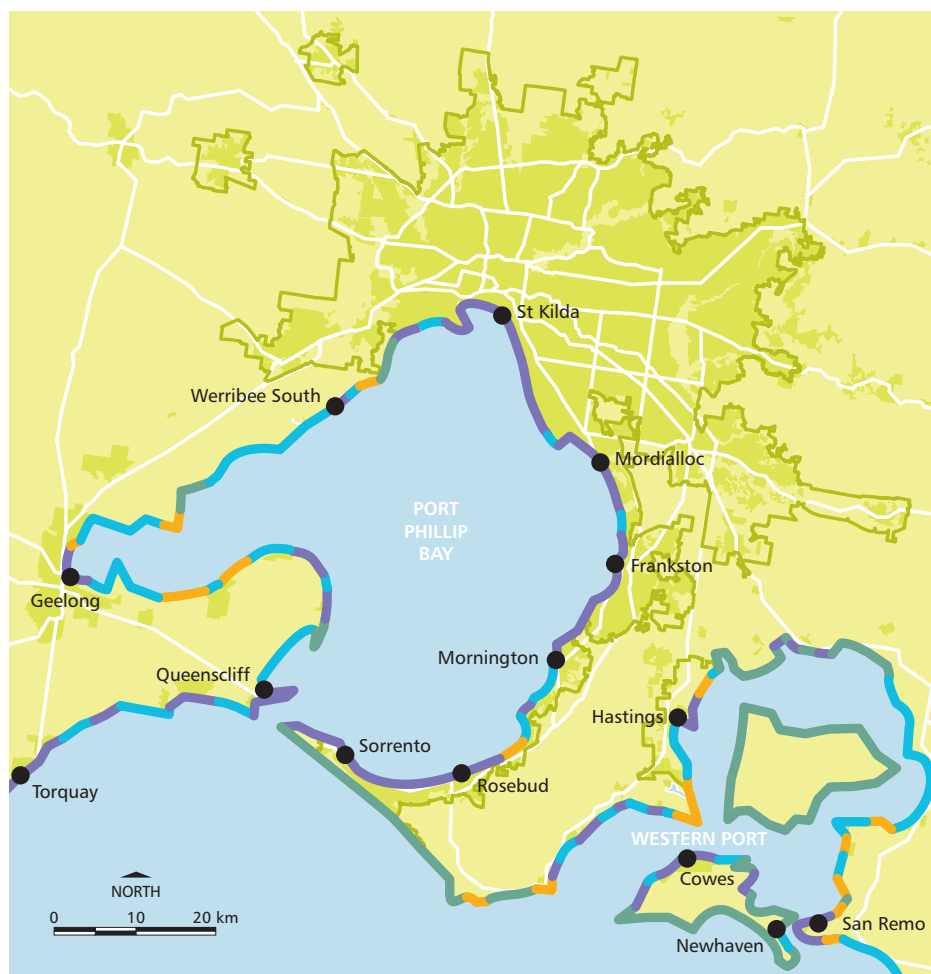 St Kilda
Werribee South
Mordialloc
PORT
PHILLIP
BAY
Frankston
Geelong
Mornington
Queenscliff
Hastings
Sorrento
Rosebud
Torquay
WESTERN PORT
Cowes
NORTH
0 10 20 km
San Remo
Newhaven